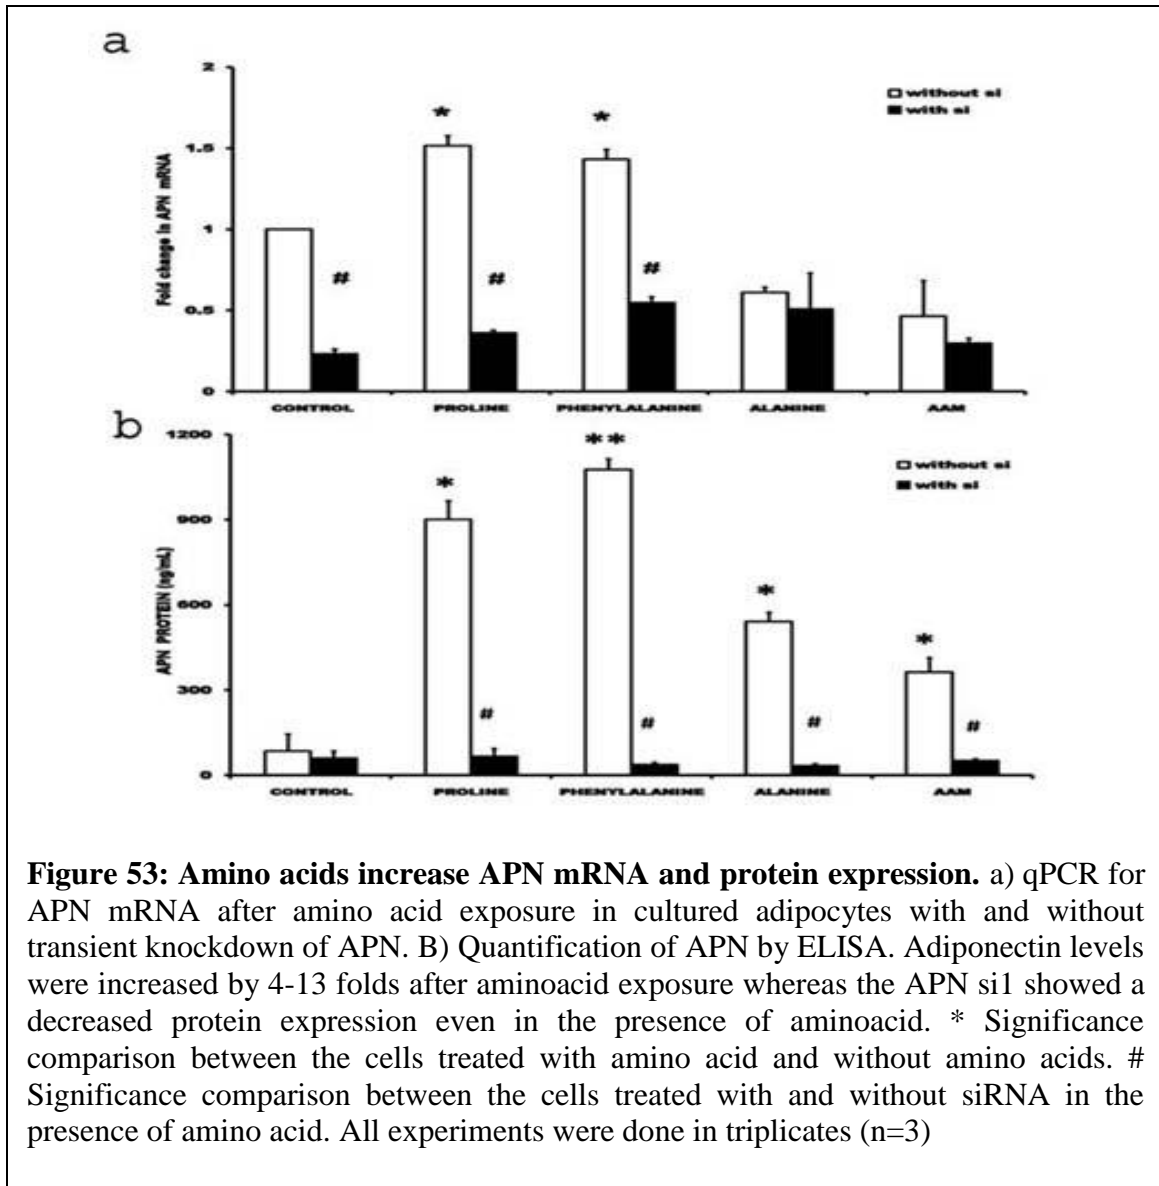 a
2
1.5
1
0.5
0
Fold change in APN mRNA
without si
with si
*
*
#
#
#
CONTROL PROLINE PHENYLALANINE ALANINE AAM
b
1200
900
600
300
0
APN PROTEIN (ng/mL)
without si
with si
*
**
*
*
#
#
#
#
CONTROL PROLINE PHENYLALANINE ALANINE AAM
Figure 53: Amino acids increase APN mRNA and protein expression. a) qPCR for
APN mRNA after amino acid exposure in cultured adipocytes with and without
transient knockdown of APN. B) Quantification of APN by ELISA. Adiponectin levels
were increased by 4-13 folds after aminoacid exposure whereas the APN si1 showed a
decreased protein expression even in the presence of aminoacid. * Significance
comparison between the cells treated with amino acid and without amino acids. #
Significance comparison between the cells treated with and without siRNA in the
presence of amino acid. All experiments were done in triplicates (n=3)